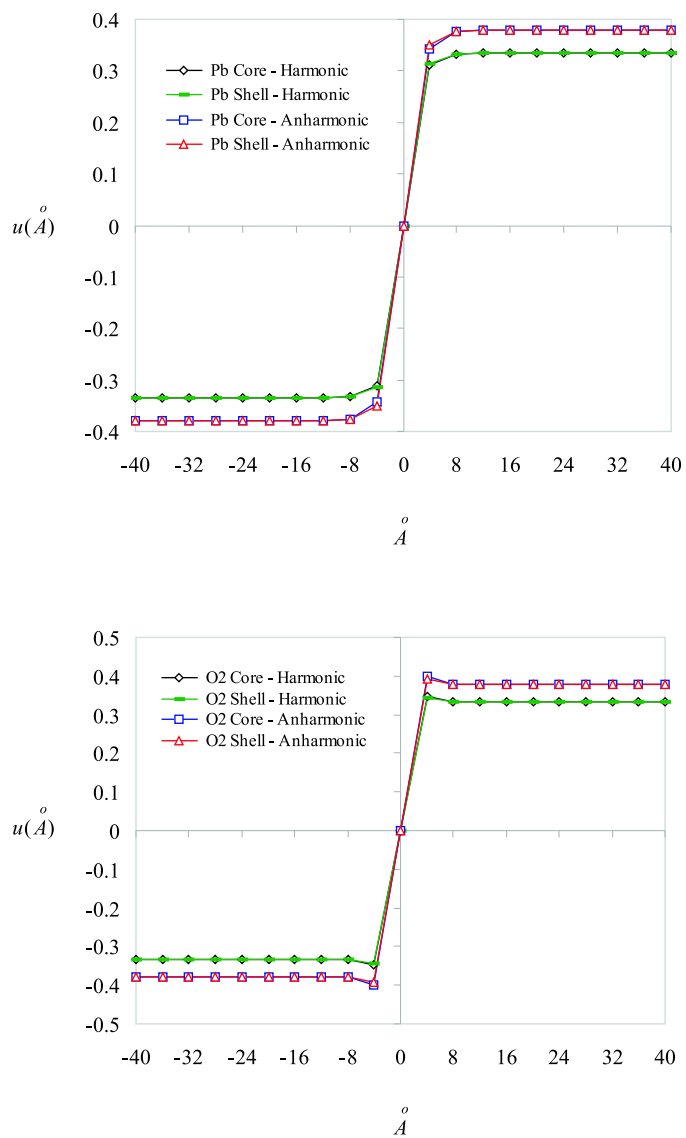 0.4
0.3
0.2
0.1
0
-0.1
-0.2
-0.3
-0.4
u(Å)
Pb Core - Harmonic
Pb Shell - Harmonic
Pb Core - Anharmonic
Pb Shell - Anharmonic
-40 -32 -24 -16 -8 0 8 16 24 32 40
Å
0.5
0.4
0.3
0.2
0.1
0
-0.1
-0.2
-0.3
-0.4
-0.5
u(Å)
O2 Core - Harmonic
O2 Shell - Harmonic
O2 Core - Anharmonic
O2 Shell - Anharmonic
-40 -32 -24 -16 -8 0 8 16 24 32 40
Å